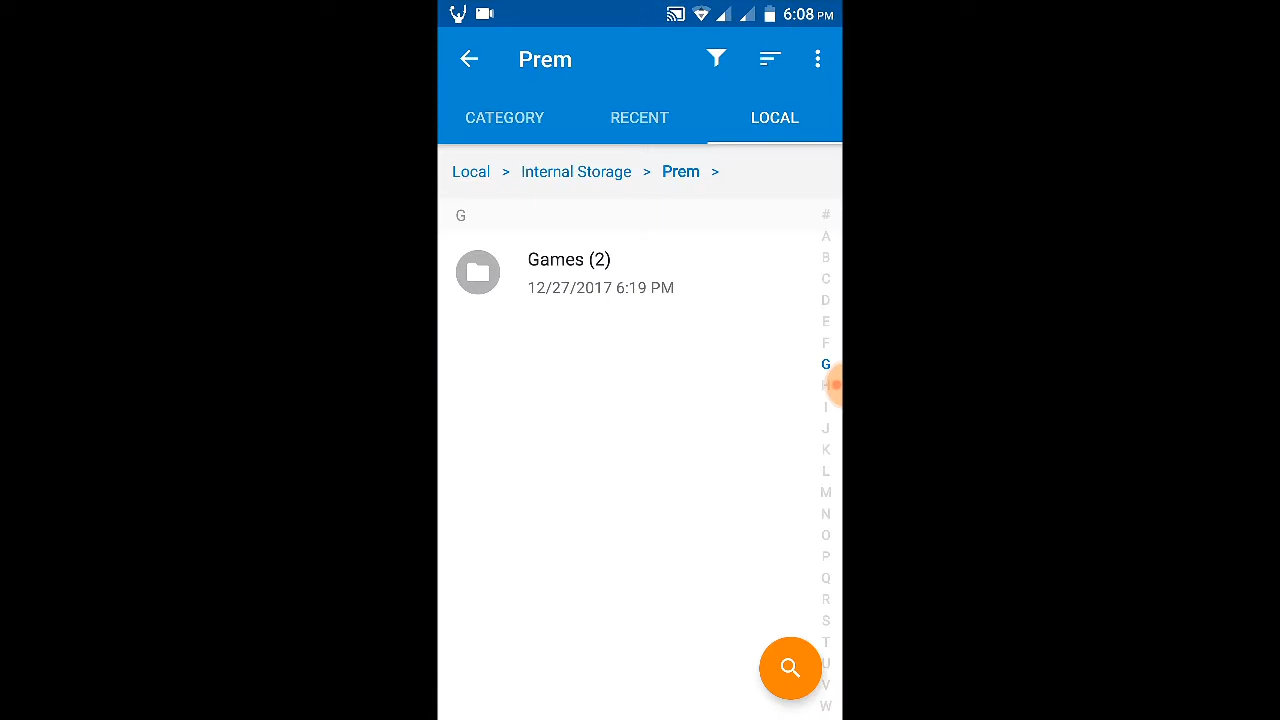 6:08 PM
Prem
CATEGORY RECENT LOCAL
Local > Internal Storage > Prem >
G
Games (2)
12/27/2017 6:19 PM
#
A
B
C
D
E
F
G
H
I
J
K
L
M
N
O
P
Q
R
S
T
U
V
W